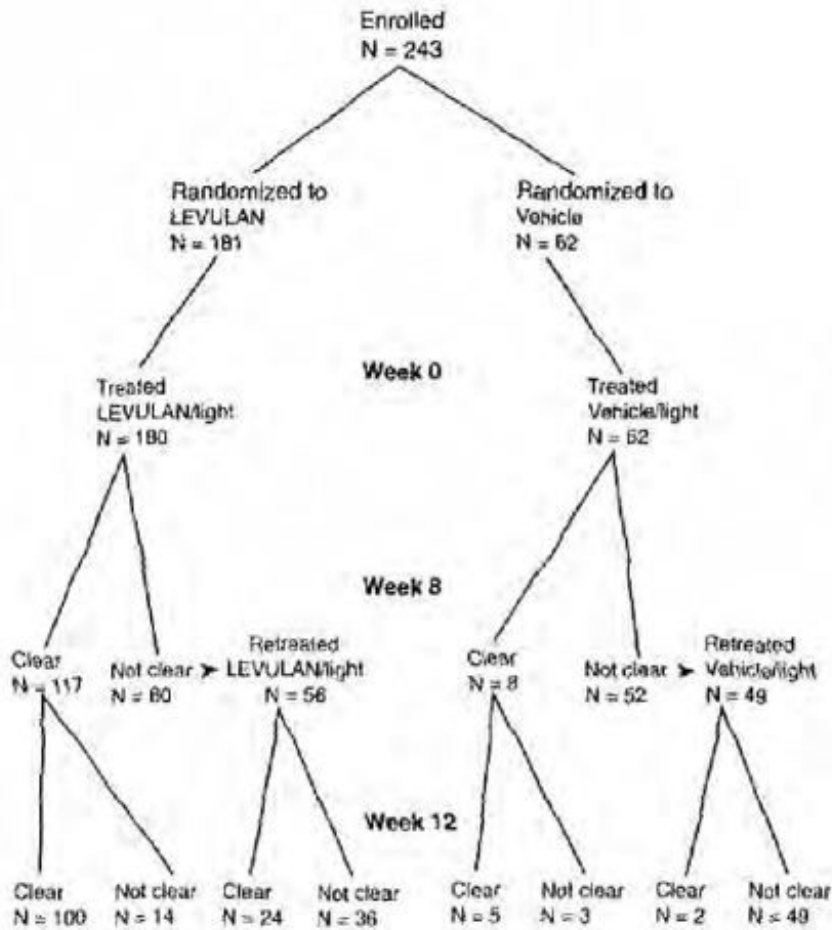 Enrolled
N = 243
Randomized to
LEVULAN
N = 181
Randomized to
Vehicle
N = 62
Week 0
Treated
LEVULAN/light
N = 180
Treated
Vehicle/light
N = 62
Week 8
Clear
N = 117
Not clear
N = 60
Retreated
LEVULAN/light
N = 56
Clear
N = 8
Not clear
N = 52
Retreated
Vehicle/light
N = 49
Week 12
Clear
N = 100
Not clear
N = 14
Clear
N = 24
Not clear
N = 36
Clear
N = 5
Not clear
N = 3
Clear
N = 2
Not clear
N = 49